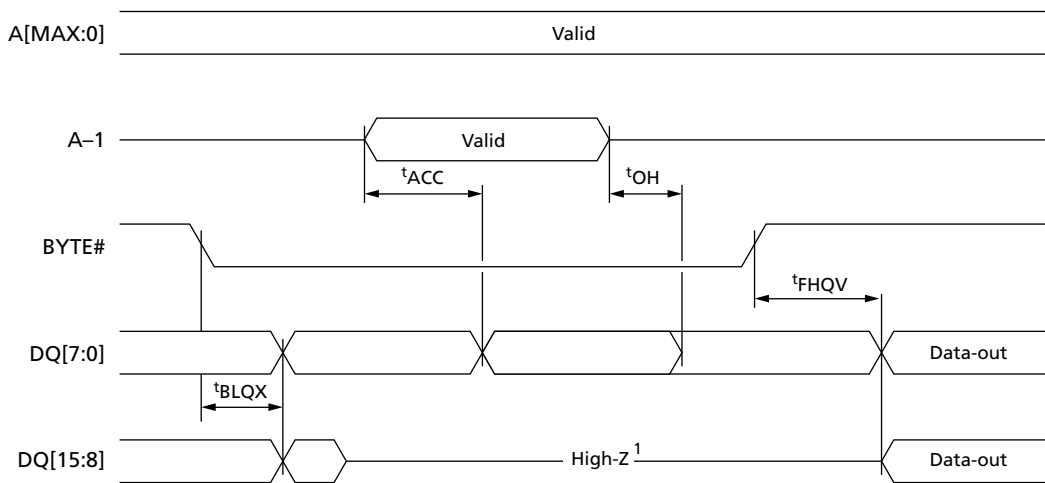 A[MAX:0]
Valid
A–1
Valid
tACC
tOH
BYTE#
tFHQV
DQ[7:0]
Data-out
tBLQX
DQ[15:8]
High-Z 1
Data-out